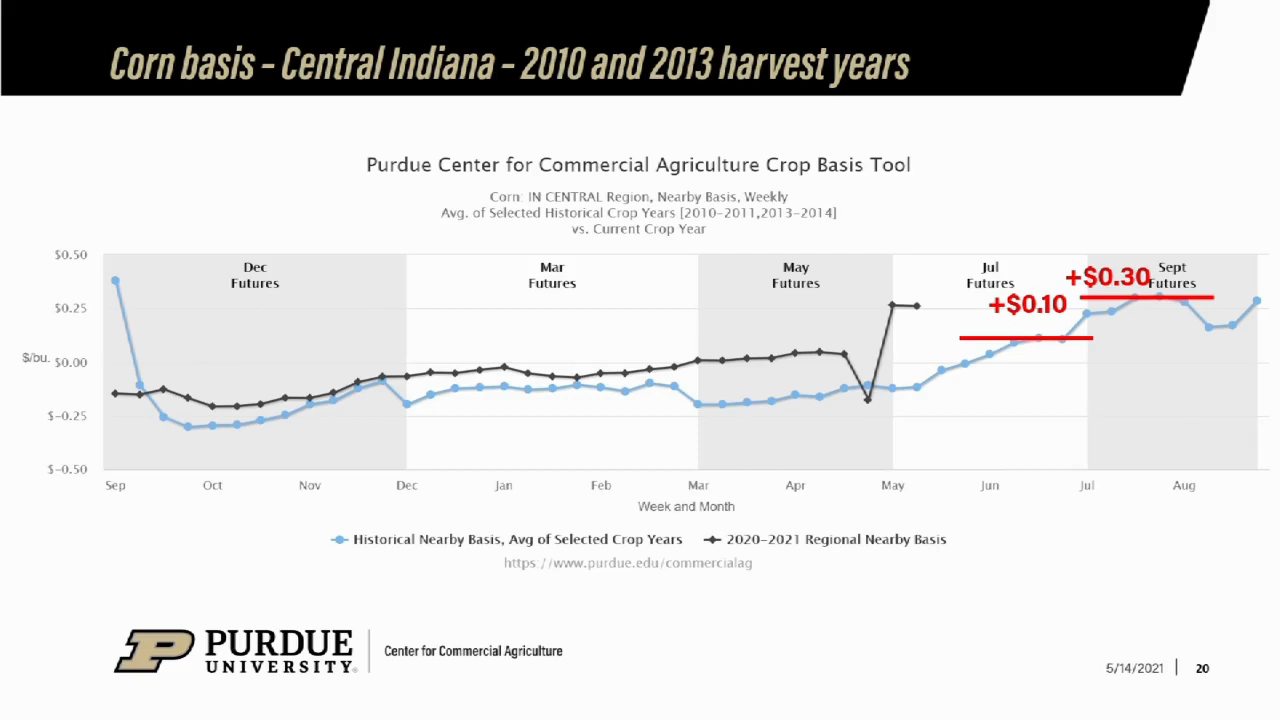 Corn basis – Central Indiana – 2010 and 2013 harvest years
Purdue Center for Commercial Agriculture Crop Basis Tool
Corn: IN CENTRAL Region, Nearby Basis, Weekly
Avg. of Selected Historical Crop Years [2010-2011,2013-2014]
vs. Current Crop Year
$0.50
$0.25
$/bu.
$0.00
$-0.25
$-0.50
Dec
Futures
Mar
Futures
May
Futures
Jul
Futures
Sept
Futures
+$0.10
+$0.30
Sep Oct Nov Dec Jan Feb Mar Apr May Jun Jul Aug
Week and Month
Historical Nearby Basis, Avg of Selected Crop Years 2020-2021 Regional Nearby Basis
https://www.purdue.edu/commercialag
PURDUE
UNIVERSITY®
Center for Commercial Agriculture
5/14/2021 | 20